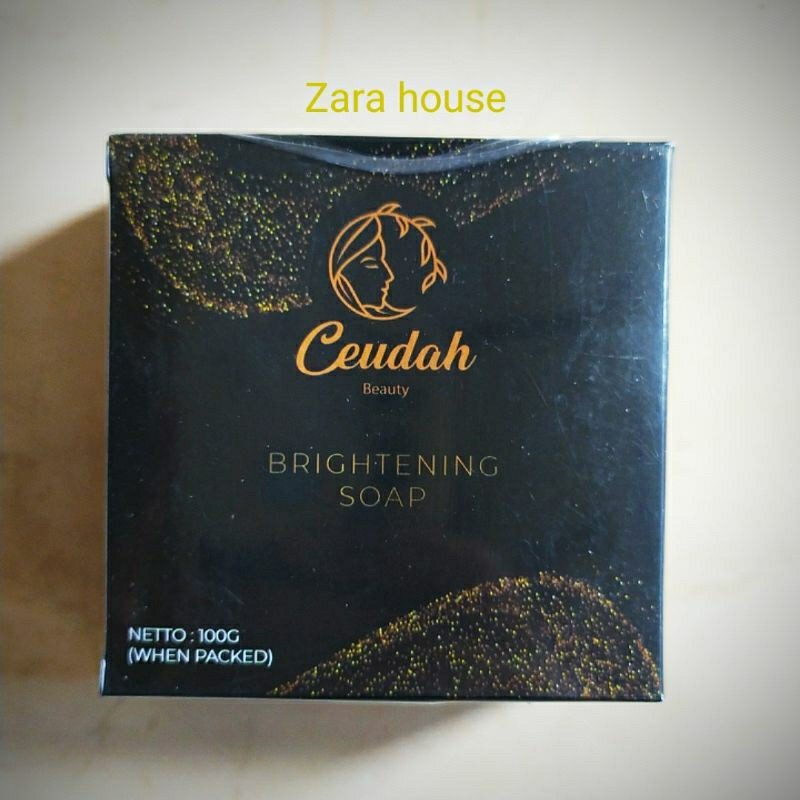 Zara house
Ceudah
Beauty
BRIGHTENING
SOAP
NETTO : 100G
(WHEN PACKED)